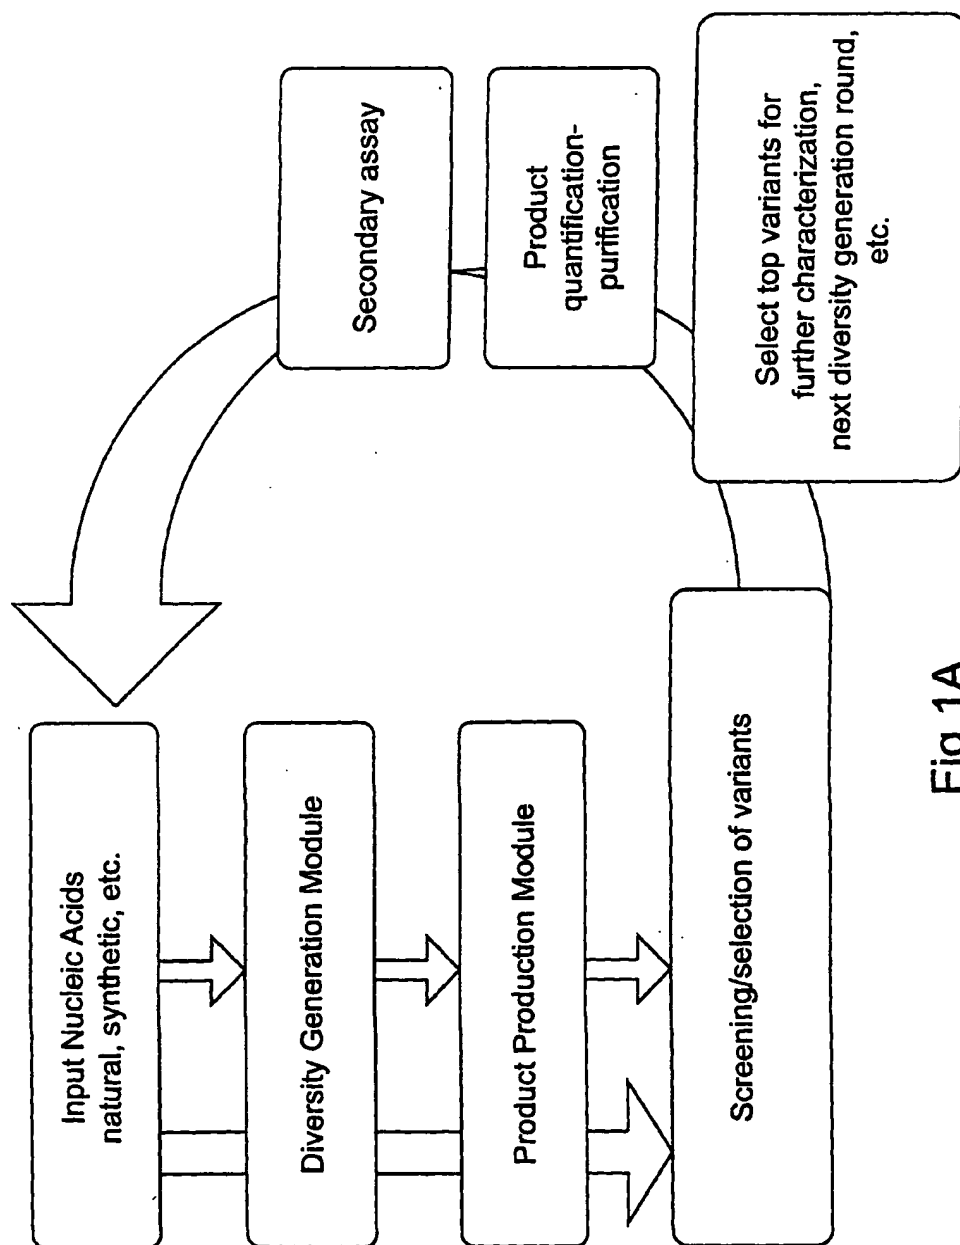 Input Nucleic Acids
natural, synthetic, etc.
Diversity Generation Module
Product Production Module
Screening/selection of variants
Select top variants for
further characterization,
next diversity generation round,
etc.
Product
quantification-
purification
Secondary assay
Fig 1A